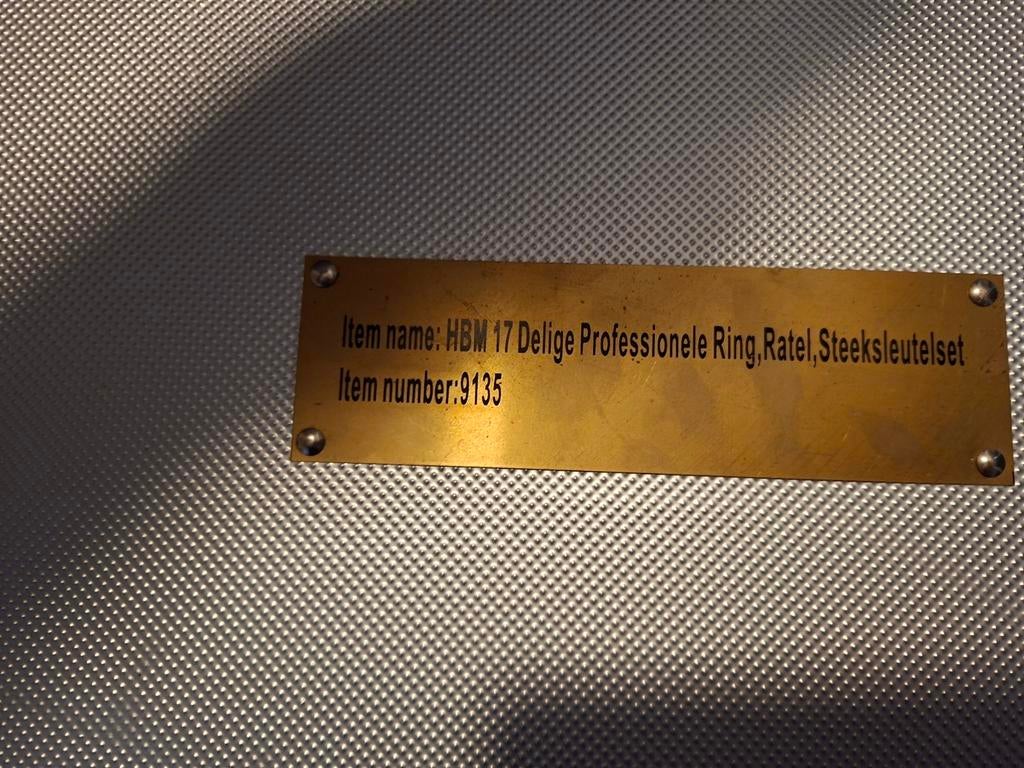 Item name: HBM 17 Delige Professionele Ring,Ratel,Steeksleutelset
Item number:9135